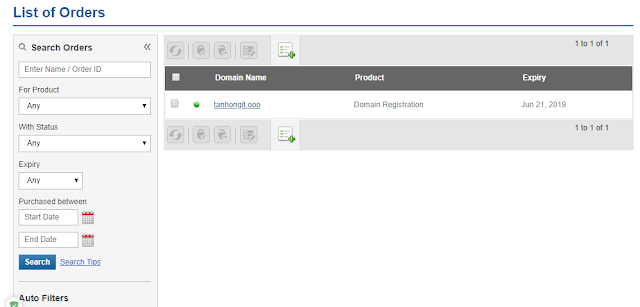 List of Orders
Search Orders
Enter Name / Order ID
For Product
Any
With Status
Any
Expiry
Any
Purchased between
Start Date
End Date
Search Search Tips
Auto Filters
1 to 1 of 1
Domain Name Product Expiry
tanhongit.ooo Domain Registration Jun 21, 2019
1 to 1 of 1